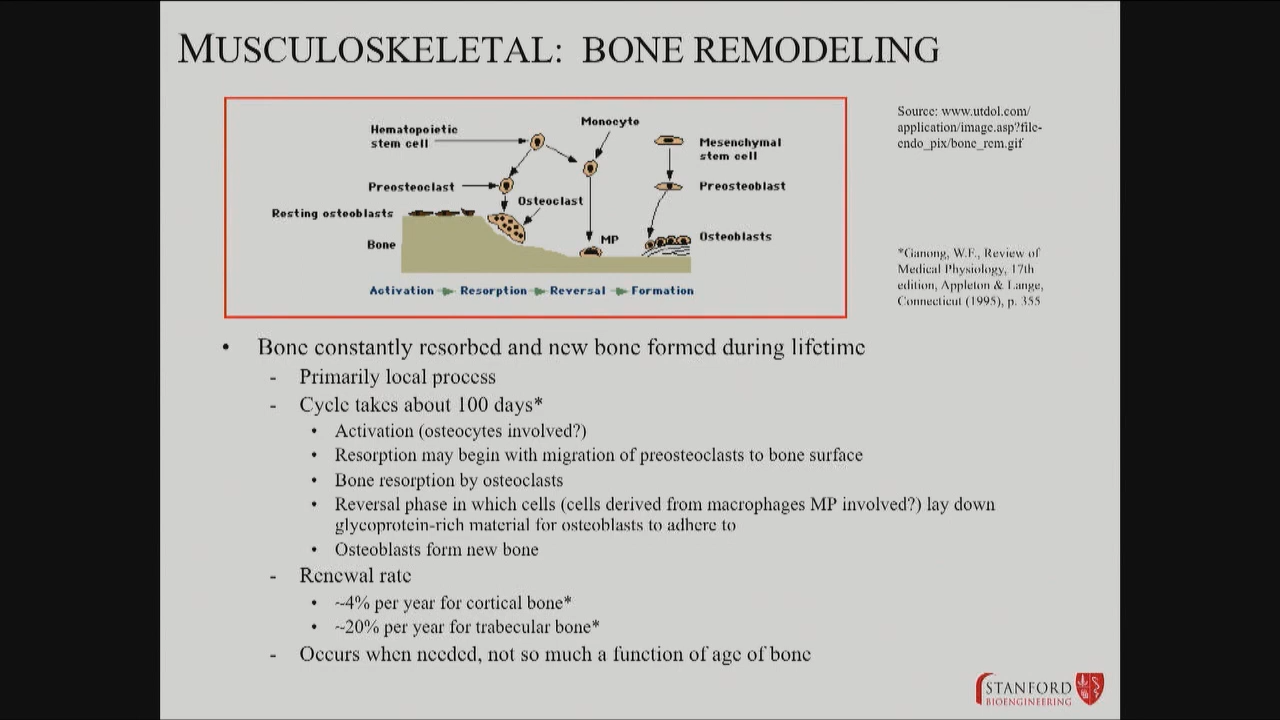 MUSCULOSKELETAL: BONE REMODELING
Source: www.utdol.com/
application/image.asp?file-
endo_pix/bone_rem.gif
Monocyte
Hematopoietic
stem cell
Mesenchymal
stem cell
Preosteoclast
Preosteoblast
Osteoclast
Resting osteoblasts
MP
Osteoblasts
Bone
Activation
Resorption
Reversal
Formation
*Ganong, W.F., Review of
Medical Physiology, 17th
edition, Appleton & Lange,
Connecticut (1995), p. 355
• Bone constantly resorbed and new bone formed during lifetime
- Primarily local process
- Cycle takes about 100 days*
• Activation (osteocytes involved?)
• Resorption may begin with migration of preosteoclasts to bone surface
• Bone resorption by osteoclasts
• Reversal phase in which cells (cells derived from macrophages MP involved?) lay down
glycoprotein-rich material for osteoblasts to adhere to
• Osteoblasts form new bone
- Renewal rate
• ~4% per year for cortical bone*
• ~20% per year for trabecular bone*
- Occurs when needed, not so much a function of age of bone
STANFORD
BIOENGINEERING